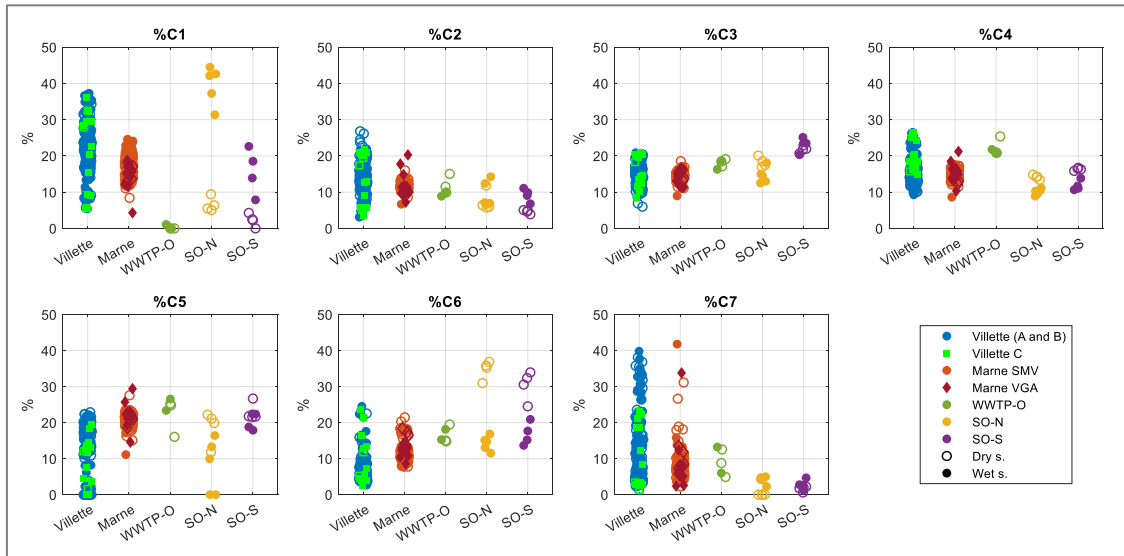 %C1 %C2 %C3 %C4
50 50 50 50
40 40 40 40
30 30 30 30
% % % %
20 20 20 20
10 10 10 10
0 0 0 0
Villette Marne WWTP-O SO-N SO-S Villette Marne WWTP-O SO-N SO-S Villette Marne WWTP-O SO-N SO-S Villette Marne WWTP-O SO-N SO-S
%C5 %C6 %C7
50 50 50
40 40 40
30 30 30
% % %
20 20 20
10 10 10
0 0 0
Villette Marne WWTP-O SO-N SO-S Villette Marne WWTP-O SO-N SO-S Villette Marne WWTP-O SO-N SO-S
Villette (A and B)
Villette C
Marne SMV
Marne VGA
WWTP-O
SO-N
SO-S
Dry s.
Wet s.